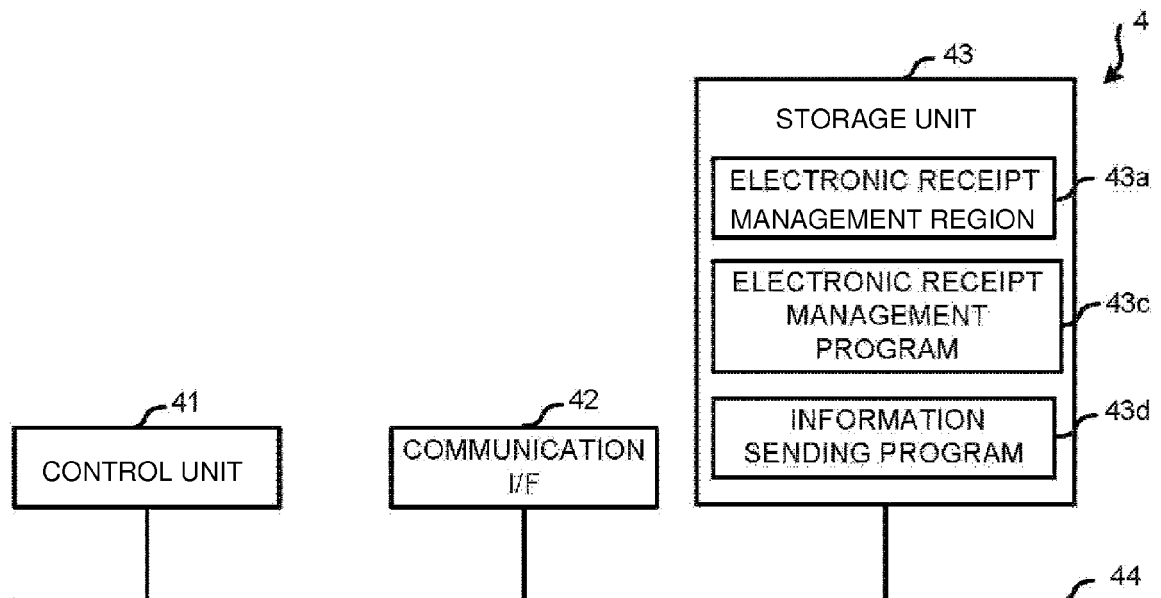 4
43
STORAGE UNIT
ELECTRONIC RECEIPT
MANAGEMENT REGION
43a
ELECTRONIC RECEIPT
MANAGEMENT
PROGRAM
43c
INFORMATION
SENDING PROGRAM
43d
41
CONTROL UNIT
42
COMMUNICATION
I/F
44